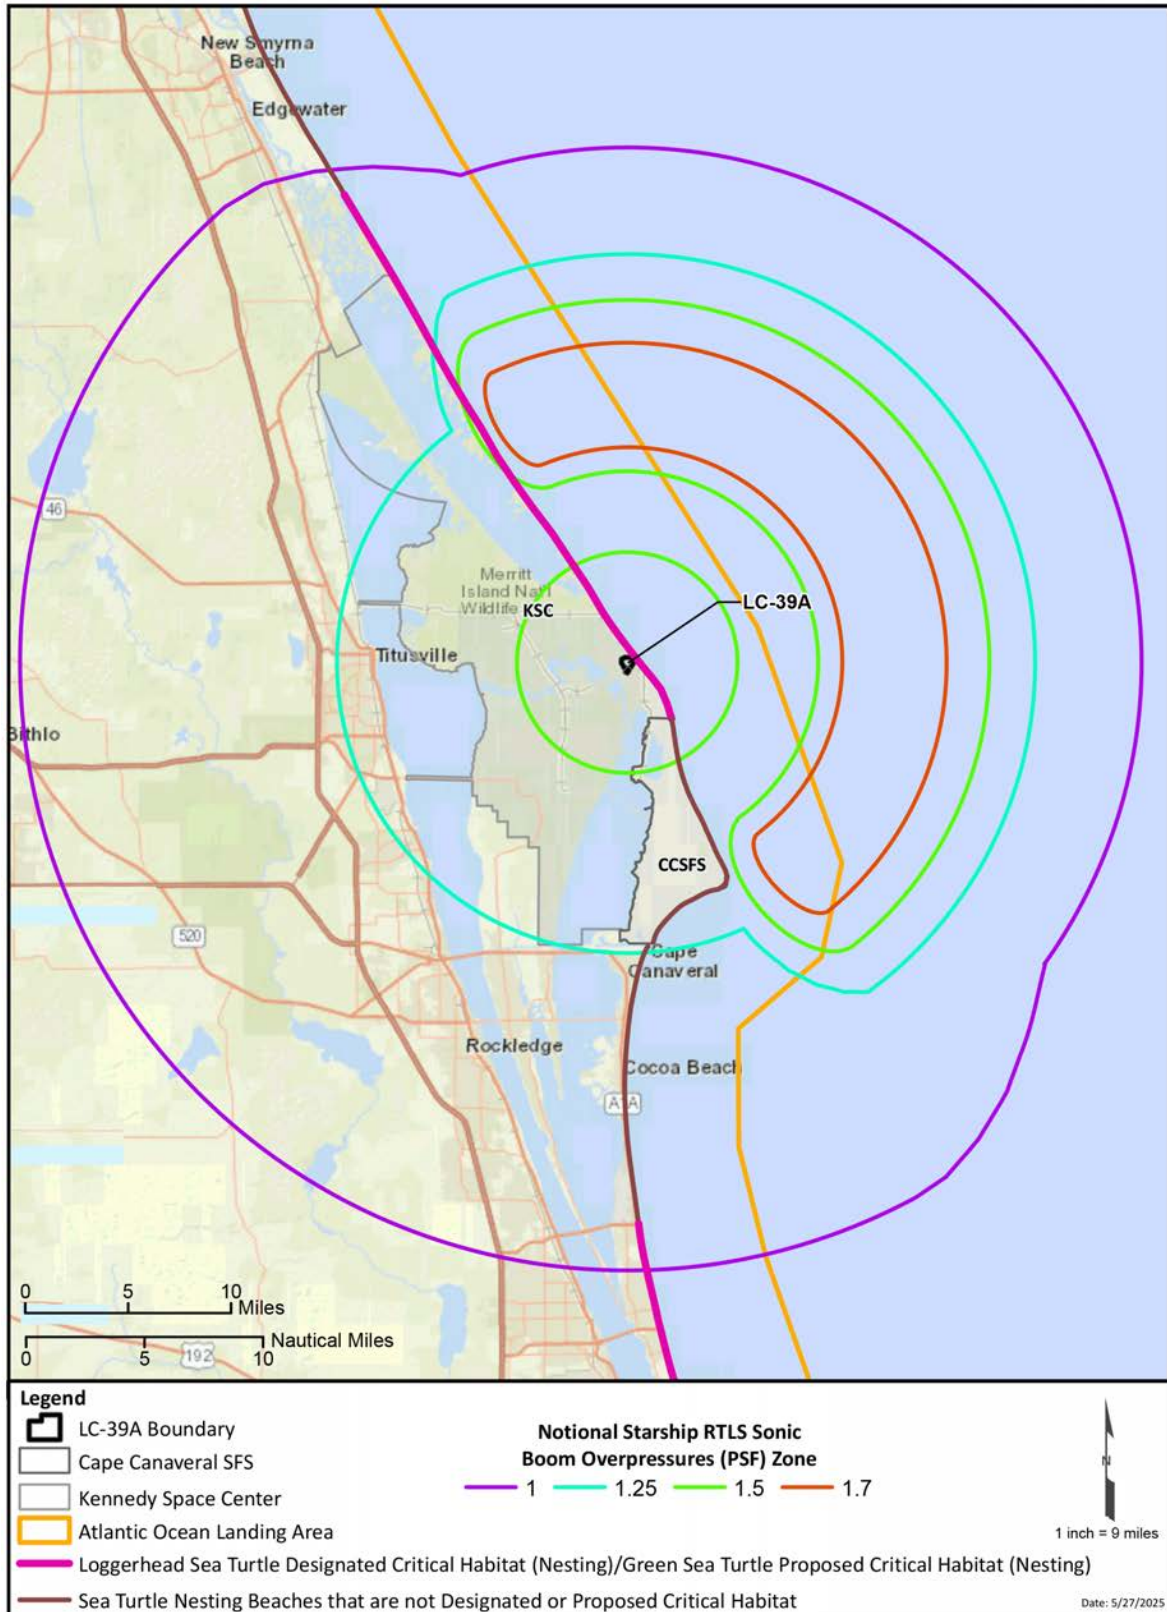 New Smyrna
Beach
Edgewater
46
Merritt
Island Nat'l
Wildlife
KSC
LC-39A
Titusville
Bithlo
CCSFS
520
Cape
Canaveral
Rockledge
Cocoa Beach
A1A
0 5 10
Miles
Nautical Miles
0 5 10
192
Legend
LC-39A Boundary
Cape Canaveral SFS
Kennedy Space Center
Atlantic Ocean Landing Area
Loggerhead Sea Turtle Designated Critical Habitat (Nesting)/Green Sea Turtle Proposed Critical Habitat (Nesting)
Sea Turtle Nesting Beaches that are not Designated or Proposed Critical Habitat
Notional Starship RTLS Sonic
Boom Overpressures (PSF) Zone
1 1.25 1.5 1.7
N
1 inch = 9 miles
Date: 5/27/2025